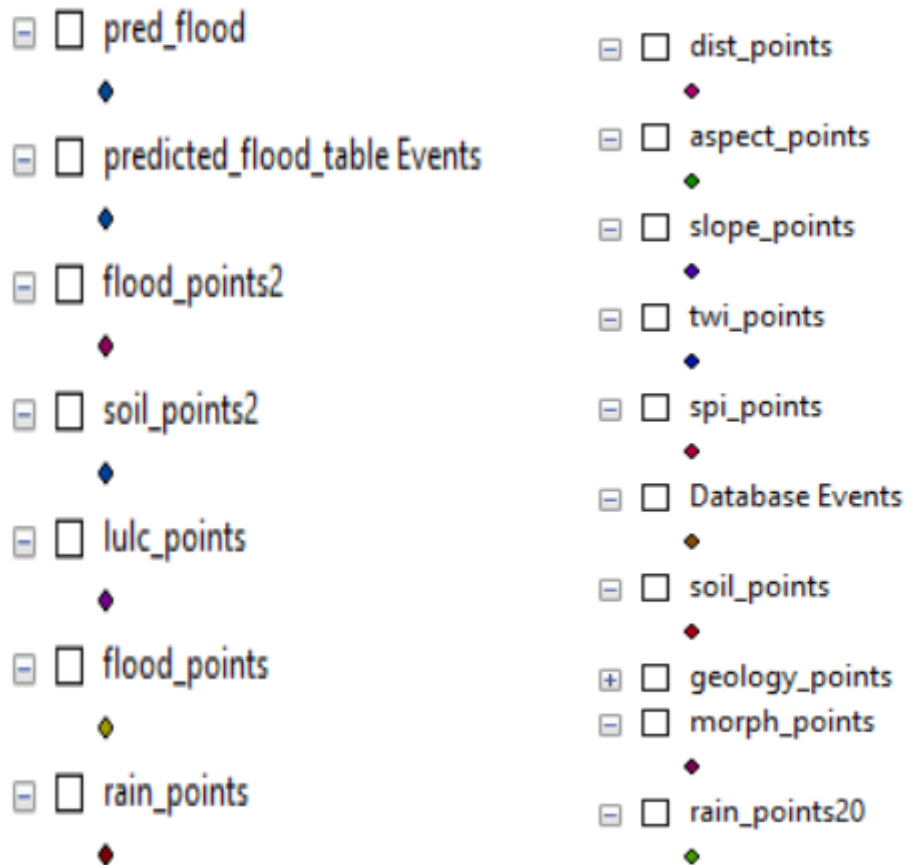 pred_flood
predicted_flood_table Events
flood_points2
soil_points2
lulc_points
flood_points
rain_points
dist_points
aspect_points
slope_points
twi_points
spi_points
Database Events
soil_points
geology_points
morph_points
rain_points20